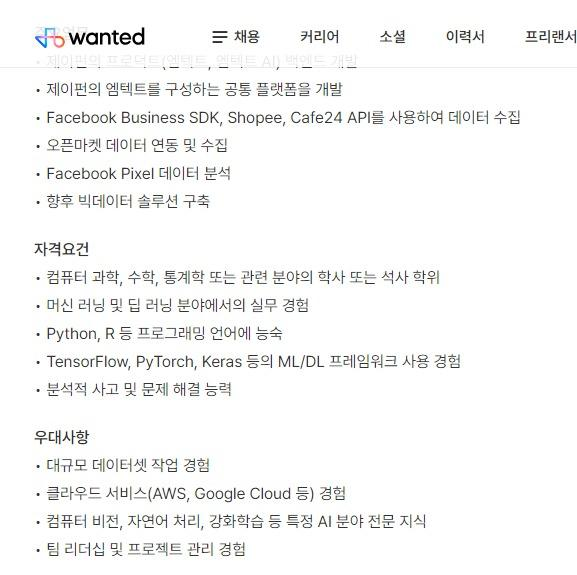 wanted
채용 커리어 소셜 이력서 프리랜서
제이펀의 프로덕트(엠텍트, 엠텍트 AI) 백엔드 개발
• 제이펀의 엠텍트를 구성하는 공통 플랫폼을 개발
• Facebook Business SDK, Shopee, Cafe24 API를 사용하여 데이터 수집
• 오픈마켓 데이터 연동 및 수집
• Facebook Pixel 데이터 분석
• 향후 빅데이터 솔루션 구축
자격요건
• 컴퓨터 과학, 수학, 통계학 또는 관련 분야의 학사 또는 석사 학위
• 머신 러닝 및 딥 러닝 분야에서의 실무 경험
• Python, R 등 프로그래밍 언어에 능숙
• TensorFlow, PyTorch, Keras 등의 ML/DL 프레임워크 사용 경험
• 분석적 사고 및 문제 해결 능력
우대사항
• 대규모 데이터셋 작업 경험
• 클라우드 서비스(AWS, Google Cloud 등) 경험
• 컴퓨터 비전, 자연어 처리, 강화학습 등 특정 AI 분야 전문 지식
• 팀 리더십 및 프로젝트 관리 경험